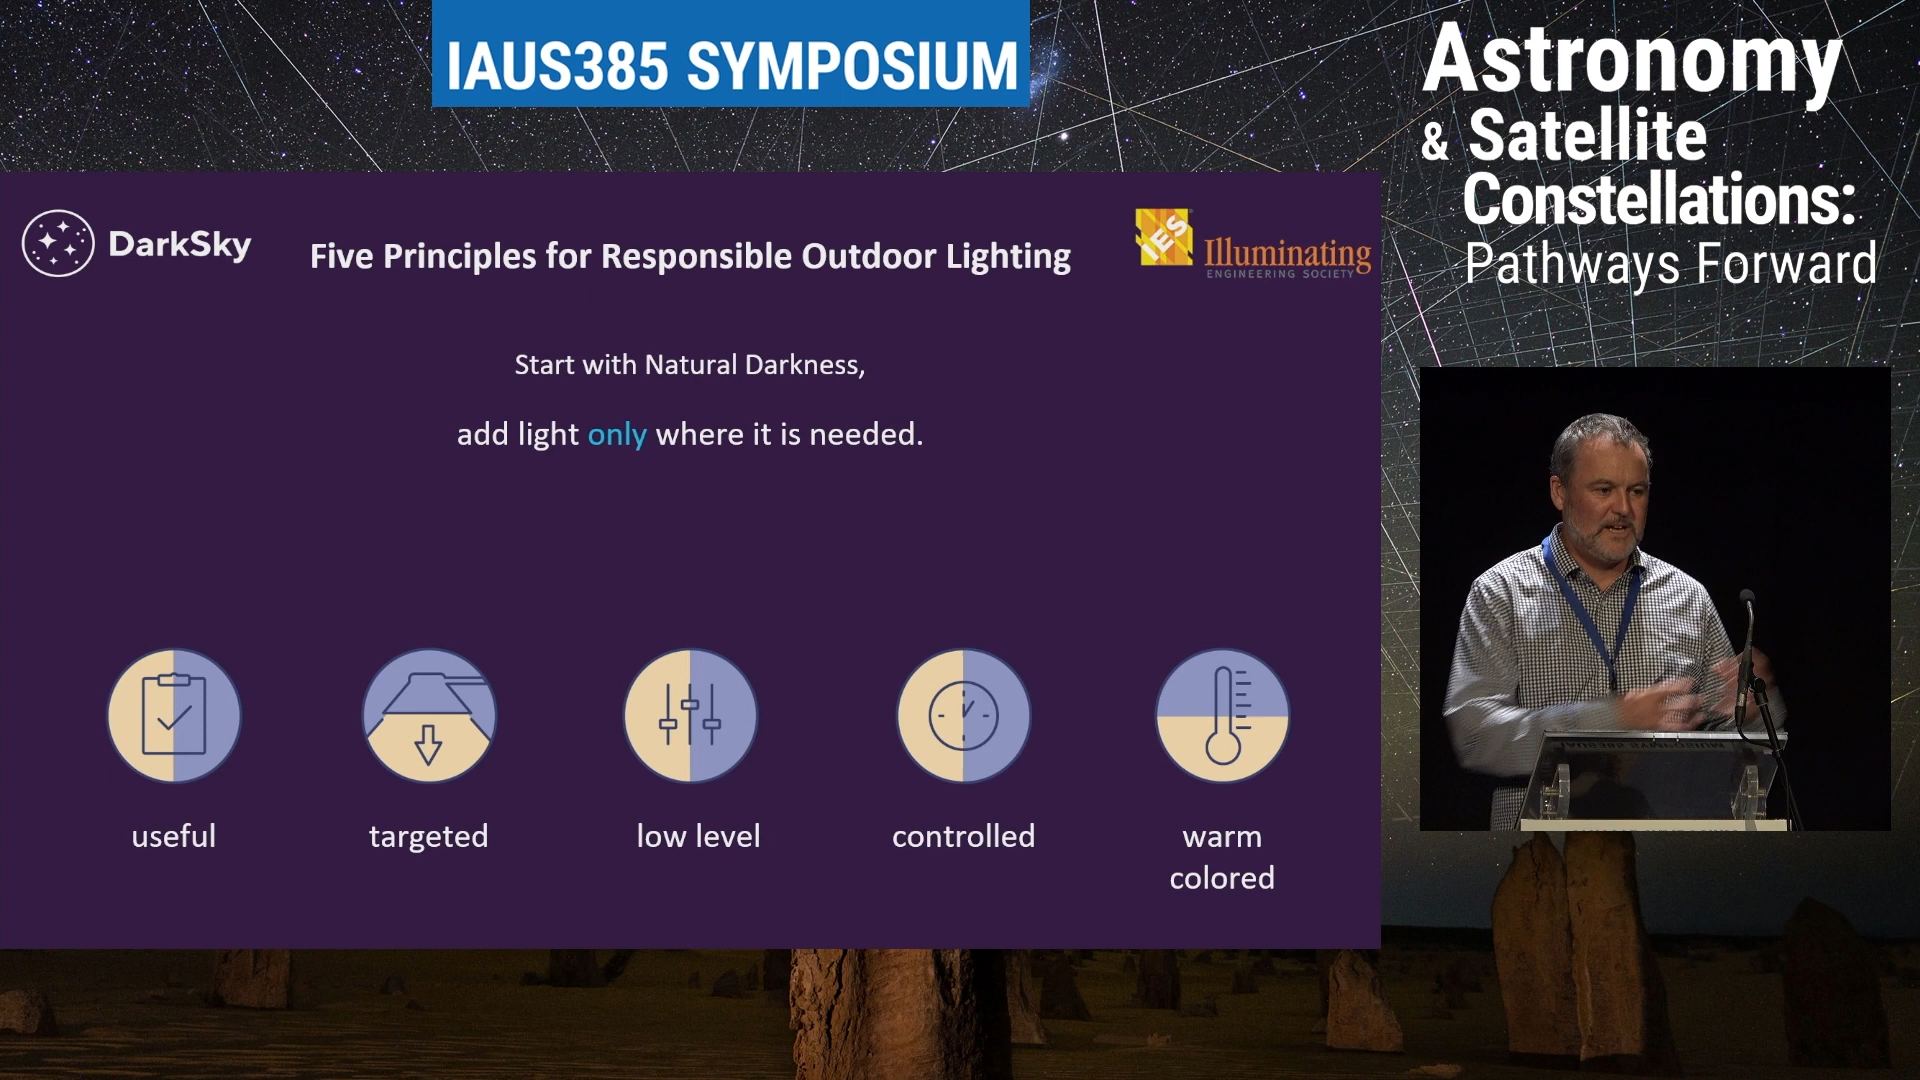 IAUS385 SYMPOSIUM
Astronomy
& Satellite
Constellations:
Pathways Forward
DarkSky
Five Principles for Responsible Outdoor Lighting
IES
Illuminating
ENGINEERING SOCIETY
Start with Natural Darkness,
add light only where it is needed.
useful
targeted
low level
controlled
warm
colored